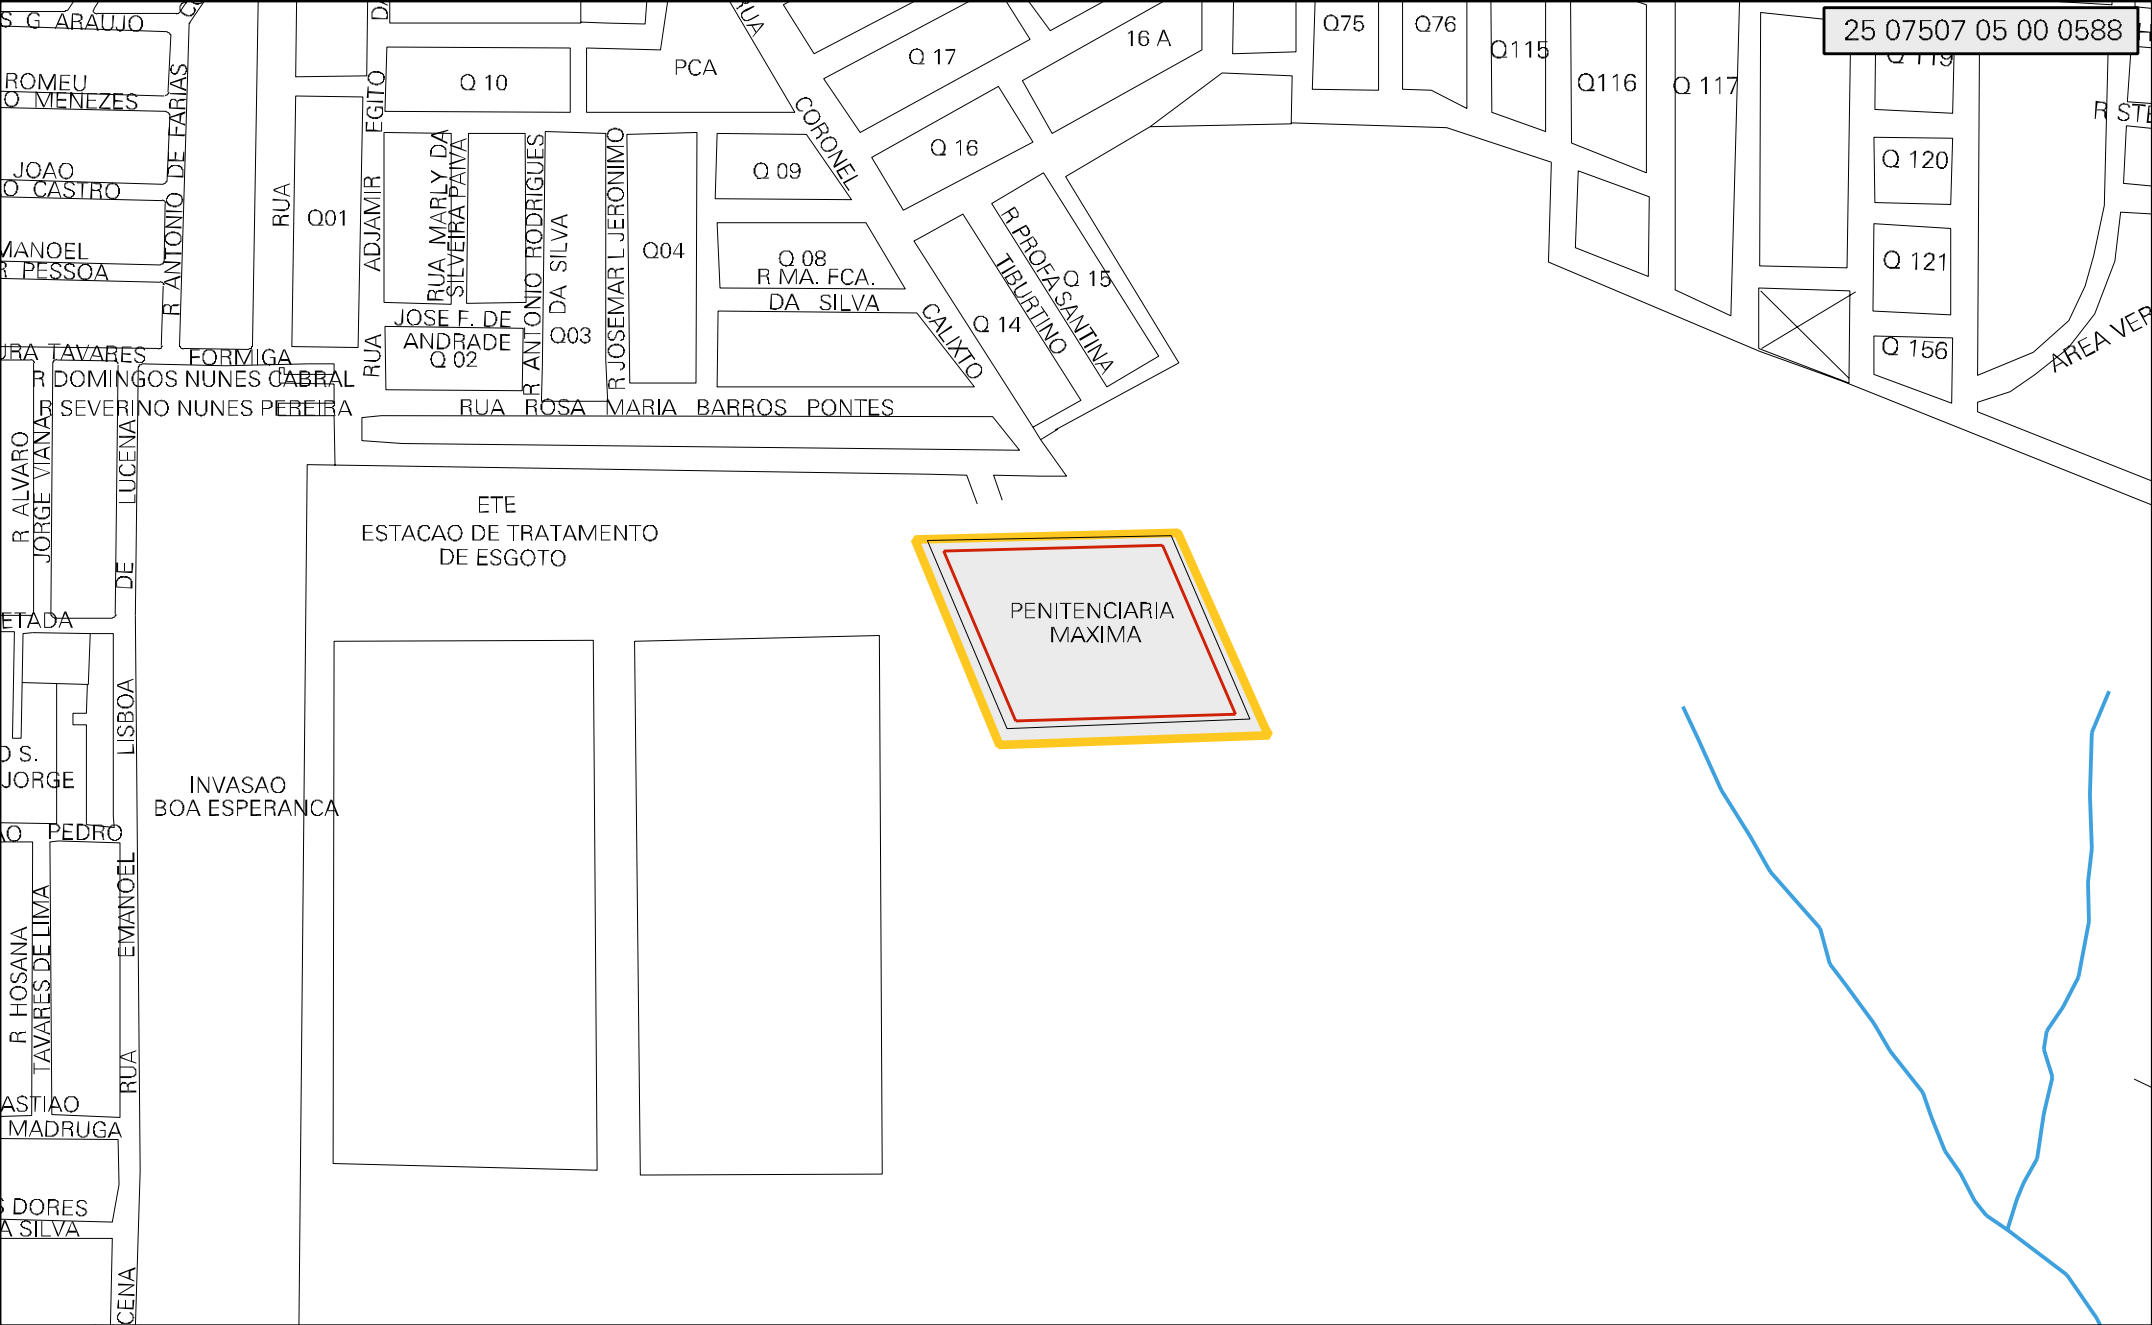 25 07507 05 00 0588
S G ARAUJO
ROMEU
O MENEZES
JOAO
O CASTRO
MANOEL
R PESSOA
R ANTONIO DE FARIAS
RUA
Q01
RUA ADJAMIR EGITO
Q 10
PCA
RUA CORONEL CALIXTO
Q 17
16 A
Q75
Q76
Q115
Q116
Q 117
Q 119
R STE
Q 120
Q 121
Q 156
AREA VER
Q 16
Q 09
RUA MARLY DA
SILVEIRA PAIVA
R ANTONIO RODRIGUES
DA SILVA
R JOSEMAR L JERONIMO
Q04
Q 08
R MA. FCA.
DA SILVA
Q 14
R PROFA SANTINA
TIBURTINO
Q 15
JOSE F. DE
ANDRADE
Q 02
Q03
URA TAVARES FORMIGA
R DOMINGOS NUNES CABRAL
R SEVERINO NUNES PEREIRA
RUA ROSA MARIA BARROS PONTES
R ALVARO
JORGE VIANA
RUA EMANOEL LISBOA DE LUCENA
ETE
ESTACAO DE TRATAMENTO
DE ESGOTO
PENITENCIARIA
MAXIMA
ETADA
O S.
JORGE
INVASAO
BOA ESPERANCA
AO PEDRO
R HOSANA
TAVARES DE LIMA
ASTIAO
MADRUGA
S DORES
A SILVA
CENA